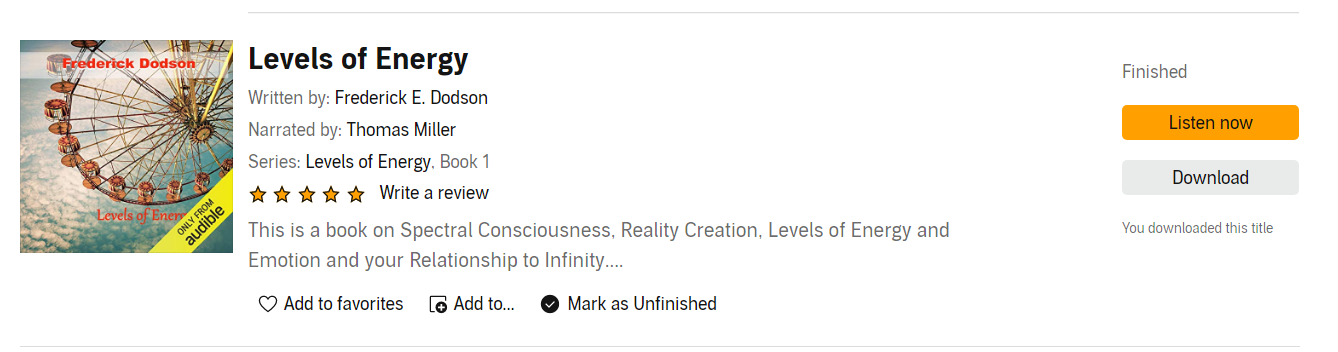 Frederick Dodson
Levels of Energy
ONLY FROM
audible
Levels of Energy
Written by: Frederick E. Dodson
Narrated by: Thomas Miller
Series: Levels of Energy, Book 1
Write a review
This is a book on Spectral Consciousness, Reality Creation, Levels of Energy and
Emotion and your Relationship to Infinity....
Add to favorites
Add to...
Mark as Unfinished
Finished
Listen now
Download
You downloaded this title